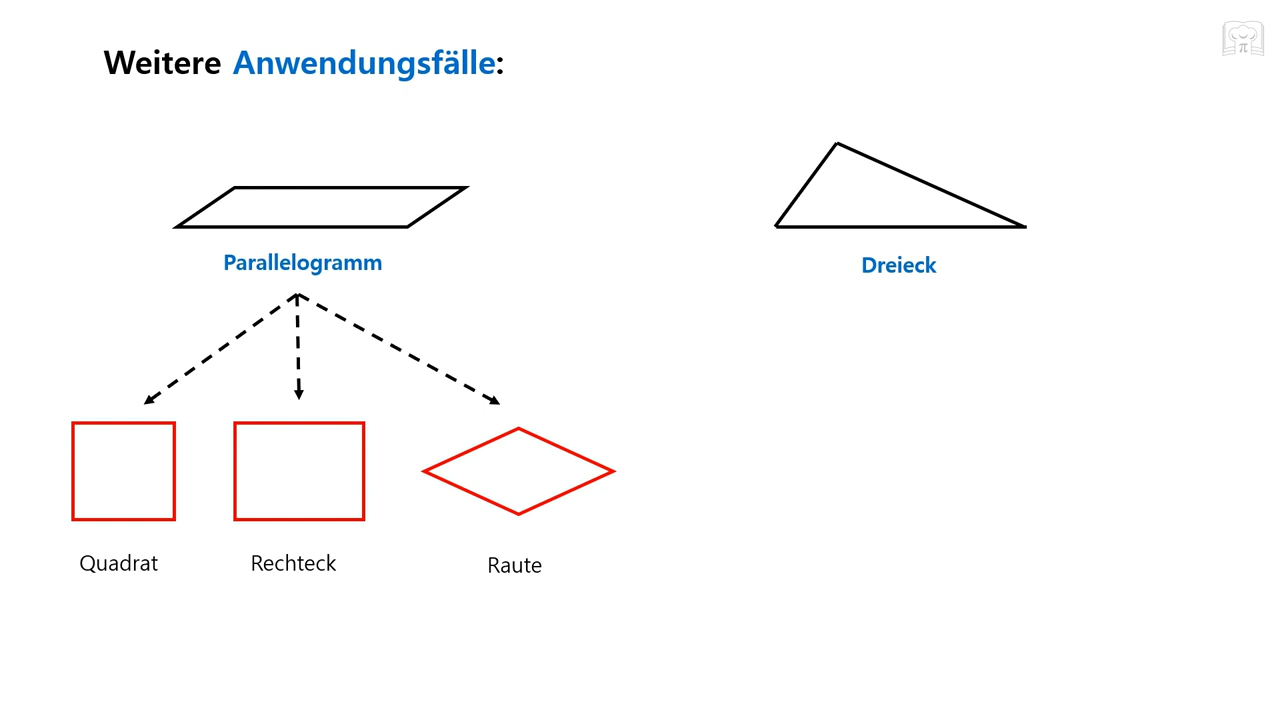 Weitere Anwendungsfälle:
Parallelogramm
Dreieck
Quadrat
Rechteck
Raute
π